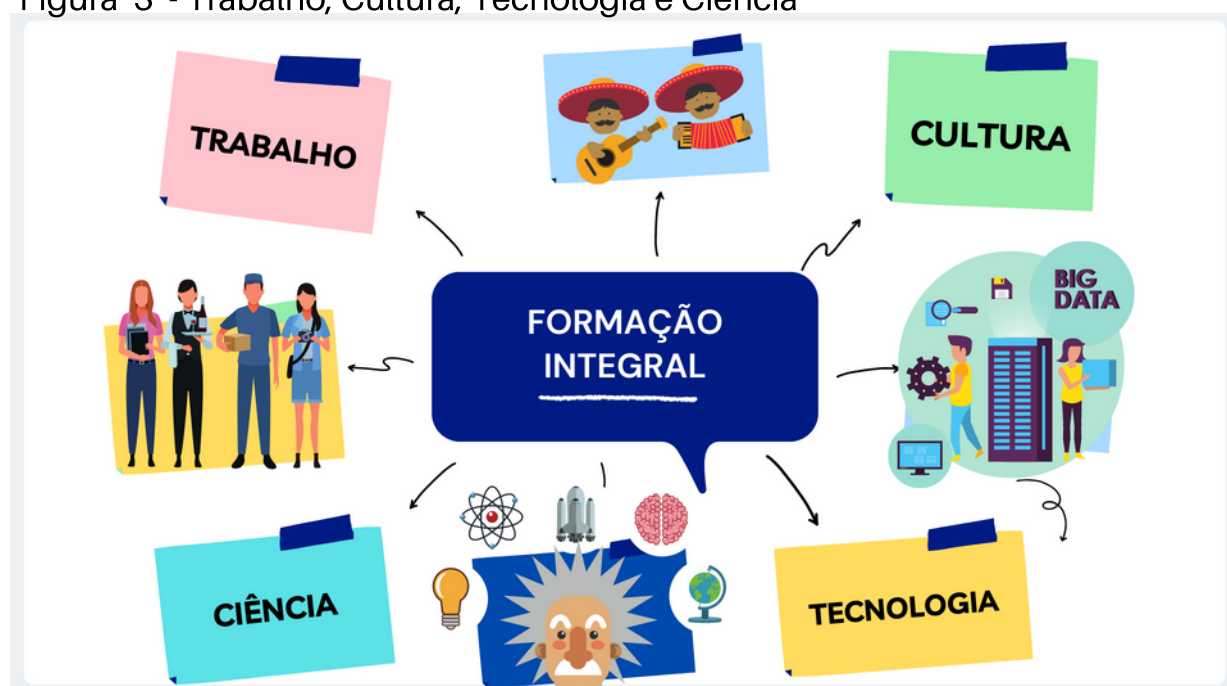 Figura 3 - Trabalho, Cultura, Tecnologia e Ciência
TRABALHO
CULTURA
BIG
DATA
FORMAÇÃO
INTEGRAL
CIÊNCIA
TECNOLOGIA